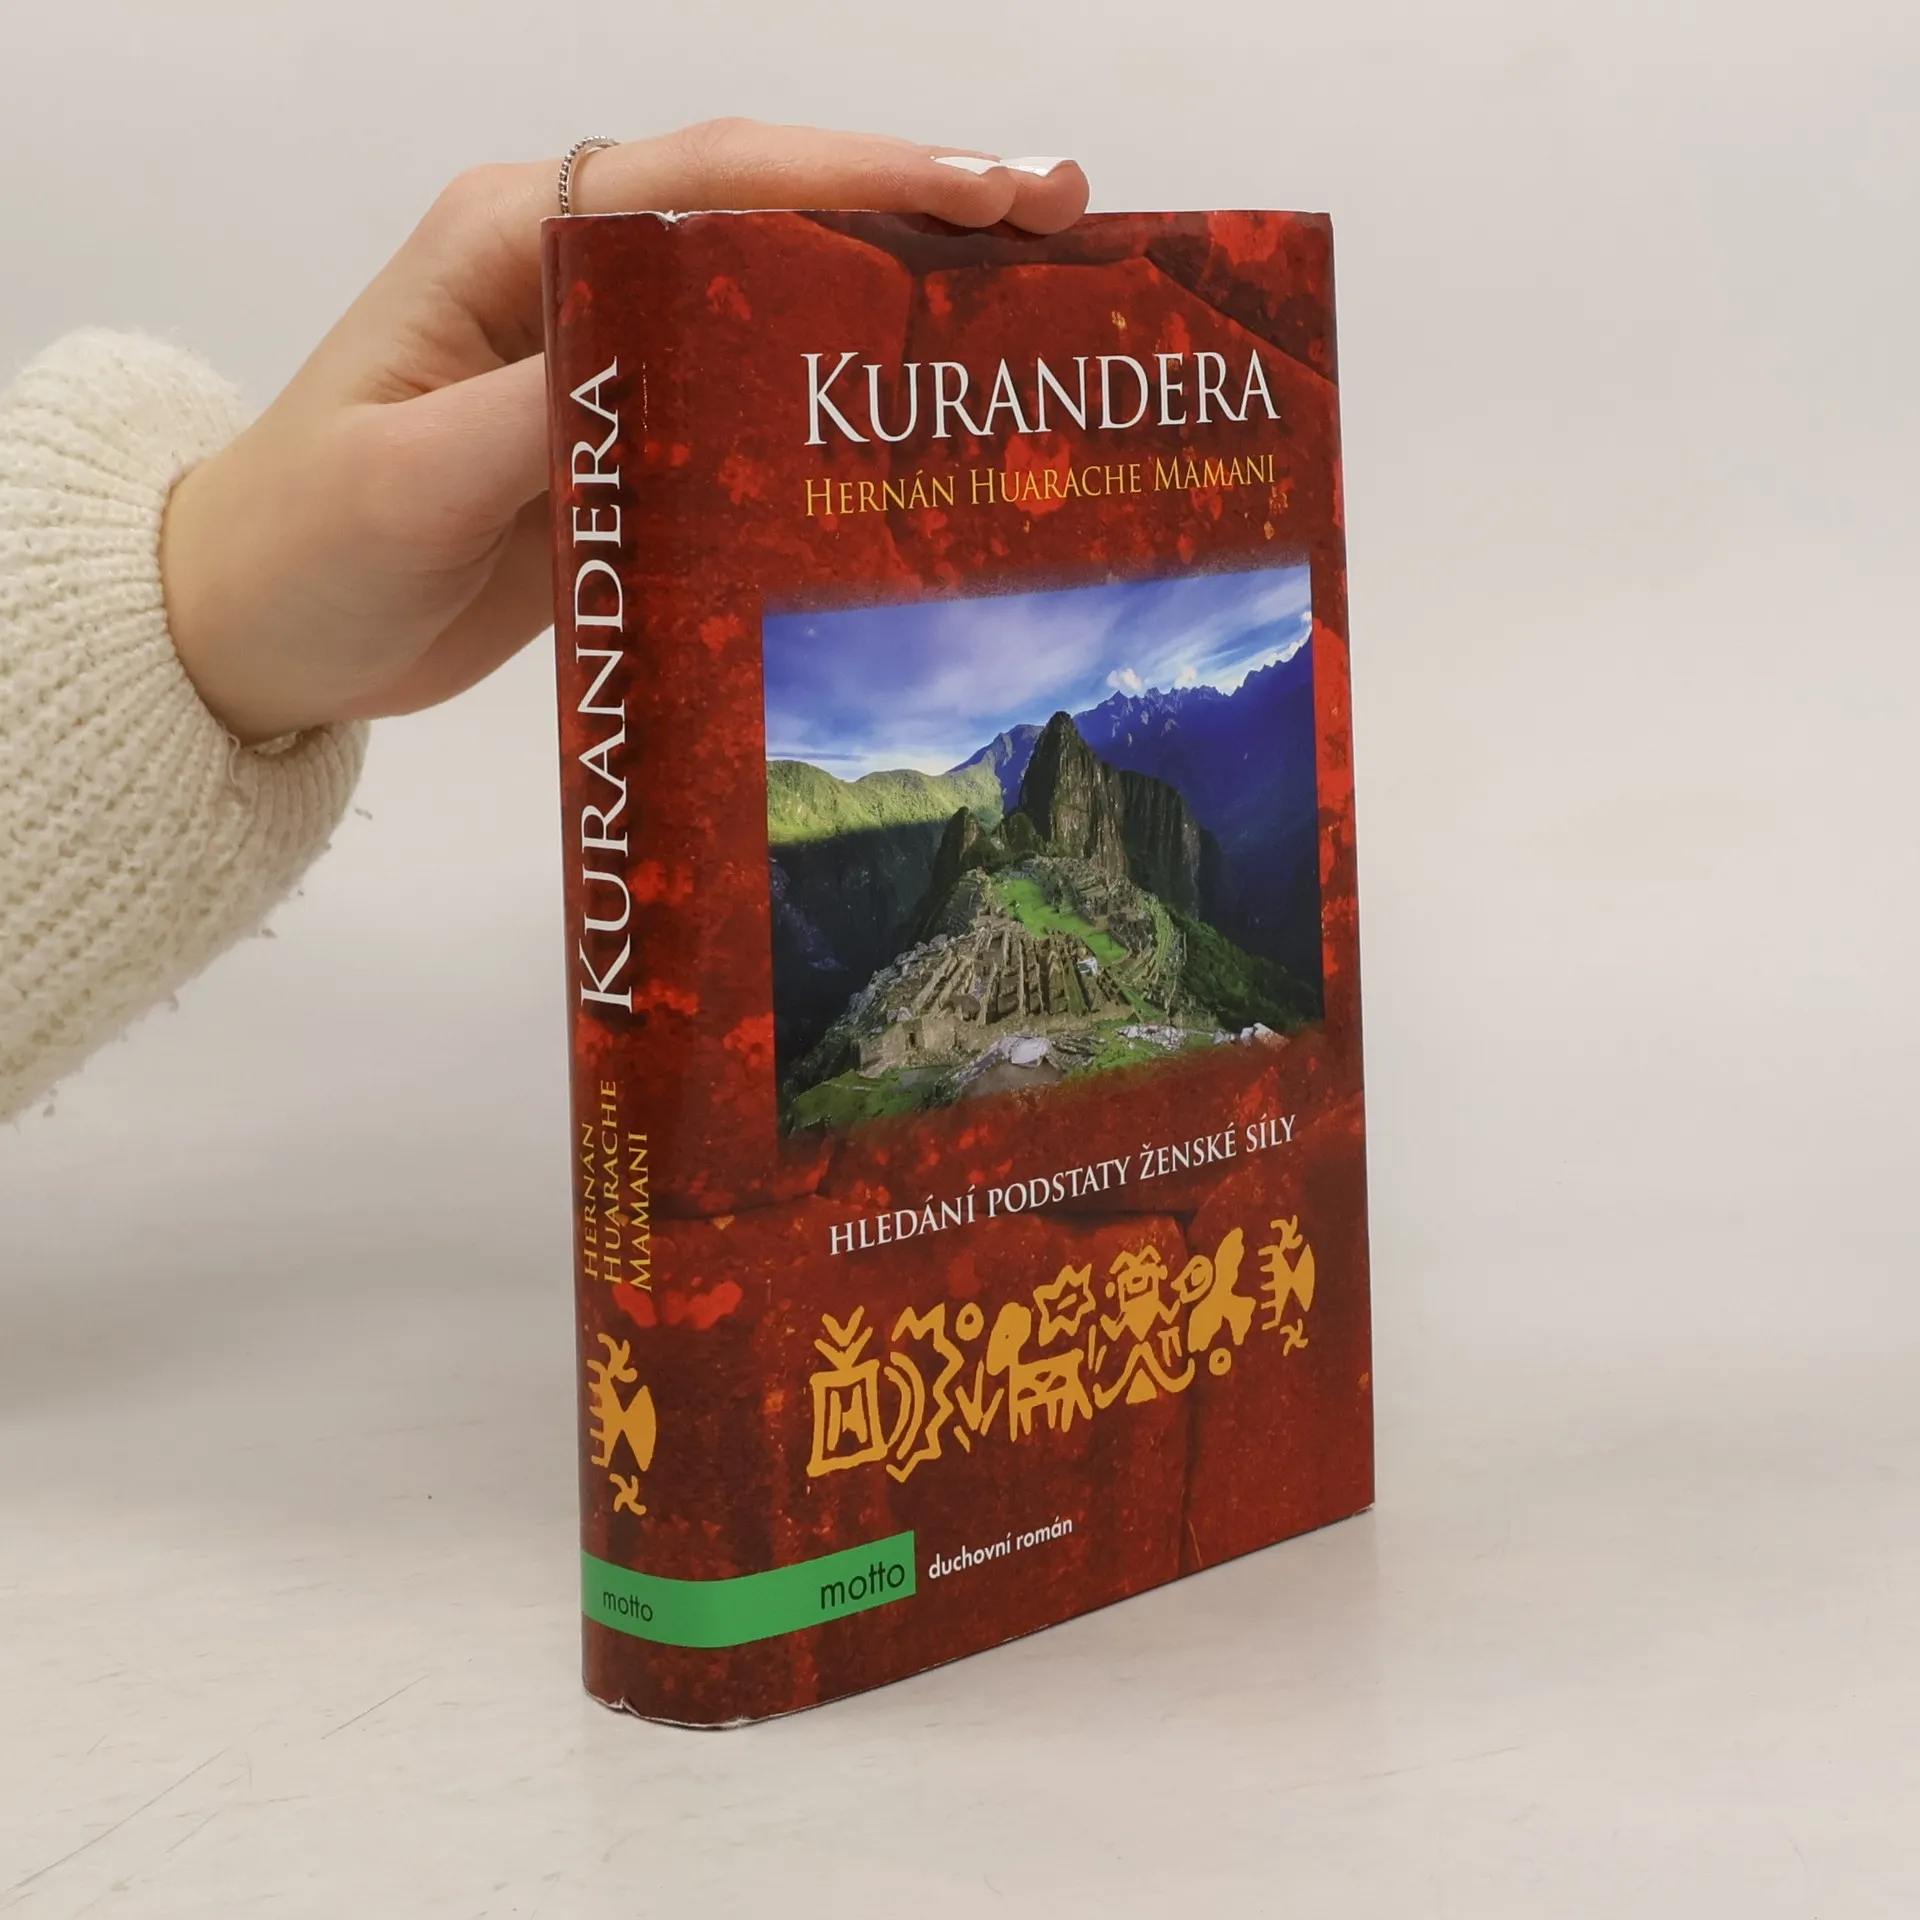 KURANDERA
HERNÁN HUARACHE MAMANI
HLEDÁNÍ PODSTATY ŽENSKÉ SÍLY
motto
duchovní román
KURANDERA
HERNÁN
HUARACHE
MAMANI
motto